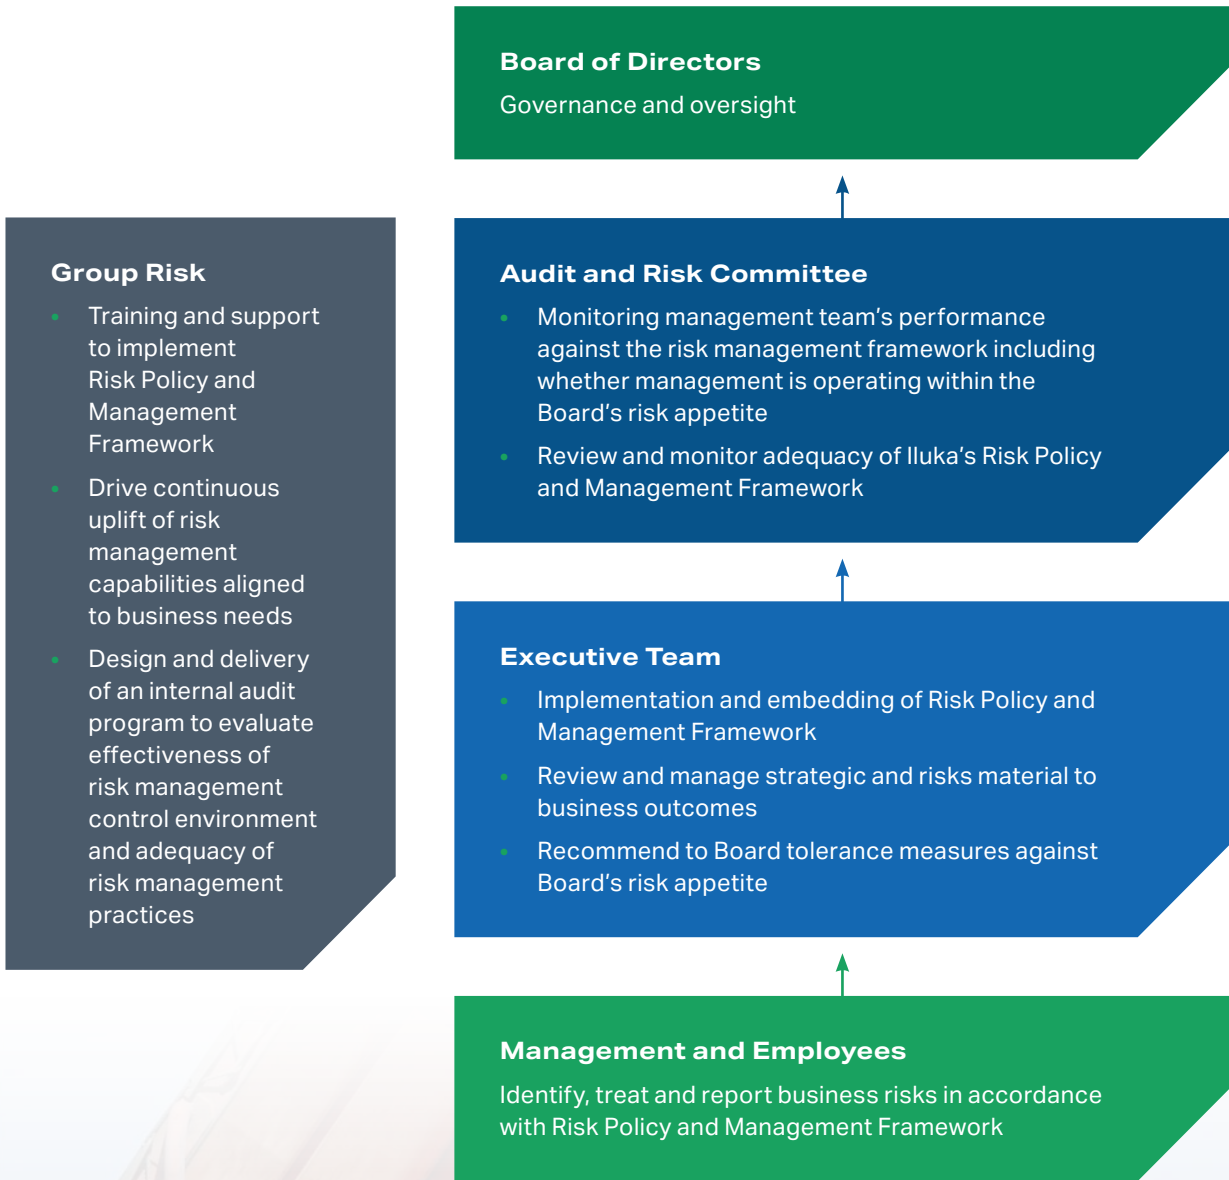 Board of Directors
Governance and oversight
Group Risk
• Training and support
to implement
Risk Policy and
Management
Framework
• Drive continuous
uplift of risk
management
capabilities aligned
to business needs
• Design and delivery
of an internal audit
program to evaluate
effectiveness of
risk management
control environment
and adequacy of
risk management
practices
Audit and Risk Committee
• Monitoring management team’s performance
against the risk management framework including
whether management is operating within the
Board’s risk appetite
• Review and monitor adequacy of Iluka’s Risk Policy
and Management Framework
Executive Team
• Implementation and embedding of Risk Policy and
Management Framework
• Review and manage strategic and risks material to
business outcomes
• Recommend to Board tolerance measures against
Board’s risk appetite
Management and Employees
Identify, treat and report business risks in accordance
with Risk Policy and Management Framework